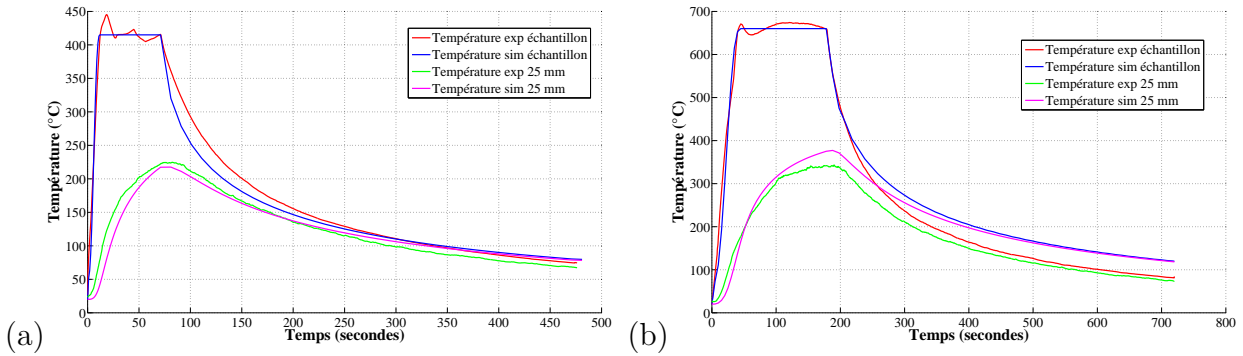 450
400
350
300
250
200
150
100
50
0
Température (°C)
0 50 100 150 200 250 300 350 400 450 500
Temps (secondes)
Température exp échantillon
Température sim échantillon
Température exp 25 mm
Température sim 25 mm
(a)
700
600
500
400
300
200
100
0
Température (°C)
0 100 200 300 400 500 600 700 800
Temps (secondes)
Température exp échantillon
Température sim échantillon
Température exp 25 mm
Température sim 25 mm
(b)